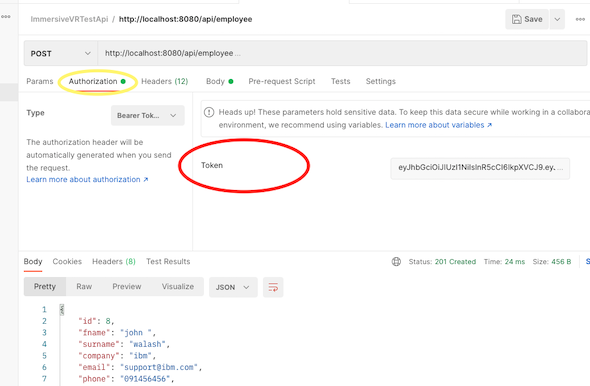 ImmersiveVRTestApi / http://localhost:8080/api/employee
Save
POST
http://localhost:8080/api/employee...
Params Authorization Headers (12) Body Pre-request Script Tests Settings
Type
Bearer Tok...
Heads up! These parameters hold sensitive data. To keep this data secure while working in a collabora
environment, we recommend using variables. Learn more about variables ↗
The authorization header will be
automatically generated when you send
the request.
Learn more about authorization ↗
Token
Body Cookies Headers (8) Test Results
Status: 201 Created Time: 24 ms Size: 456 B S
Pretty Raw Preview Visualize JSON
1 {
2 "id": 8,
3 "fname": "john ",
4 "surname": "walash",
5 "company": "ibm",
6 "email": "support@ibm.com",
7 "phone": "091456456",